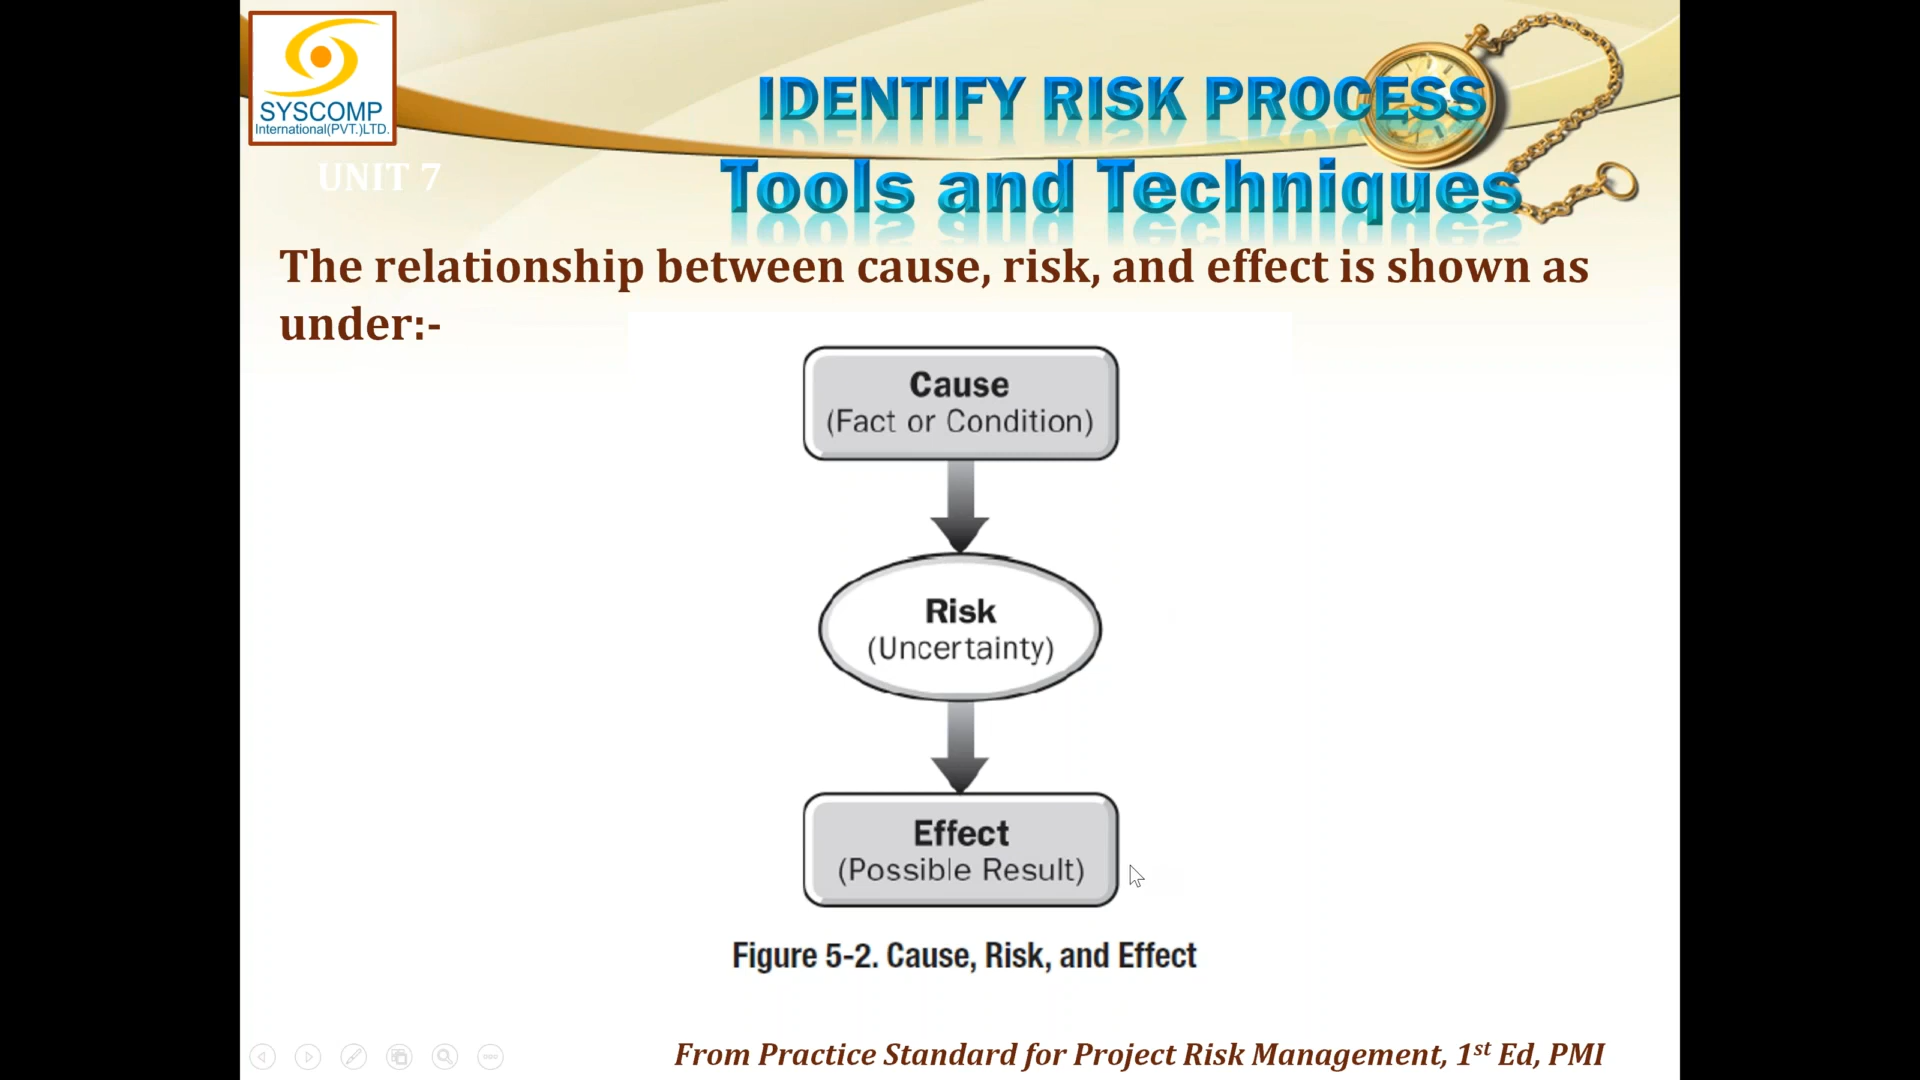 SYSCOMP
International(PVT.)LTD.
UNIT 7
IDENTIFY RISK PROCESS
Tools and Techniques
The relationship between cause, risk, and effect is shown as
under:-
Cause
(Fact or Condition)
Risk
(Uncertainty)
Effect
(Possible Result)
Figure 5-2. Cause, Risk, and Effect
From Practice Standard for Project Risk Management, 1st Ed, PMI